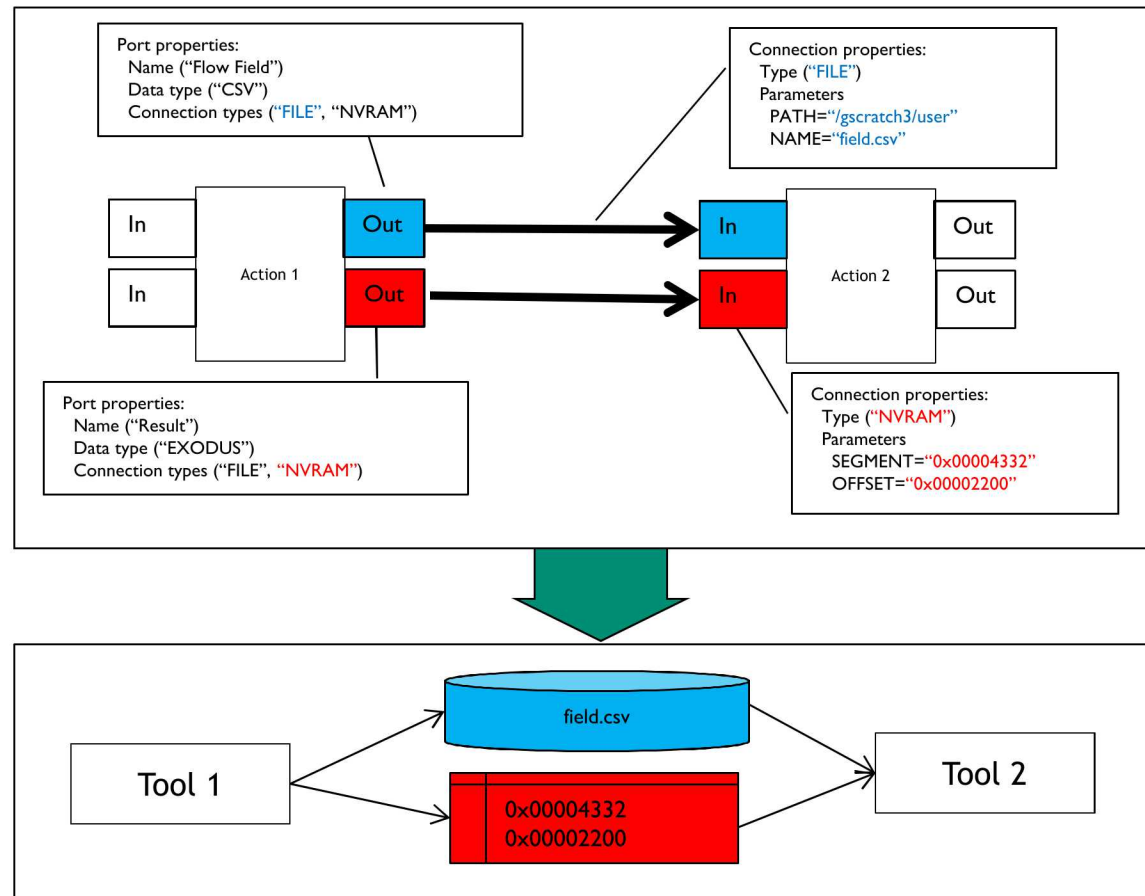 Port properties:
Name (“Flow Field”)
Data type (“CSV”)
Connection types (“FILE”, “NVRAM”)
Connection properties:
Type (“FILE”)
Parameters
PATH=“/gscratch3/user”
NAME=“field.csv”
In
Out
In
Out
Action 1
Action 2
In
Out
In
Out
Port properties:
Name (“Result”)
Data type (“EXODUS”)
Connection types (“FILE”, “NVRAM”)
Connection properties:
Type (“NVRAM”)
Parameters
SEGMENT=“0x00004332”
OFFSET=“0x00002200”
field.csv
Tool 1
Tool 2
0x00004332
0x00002200